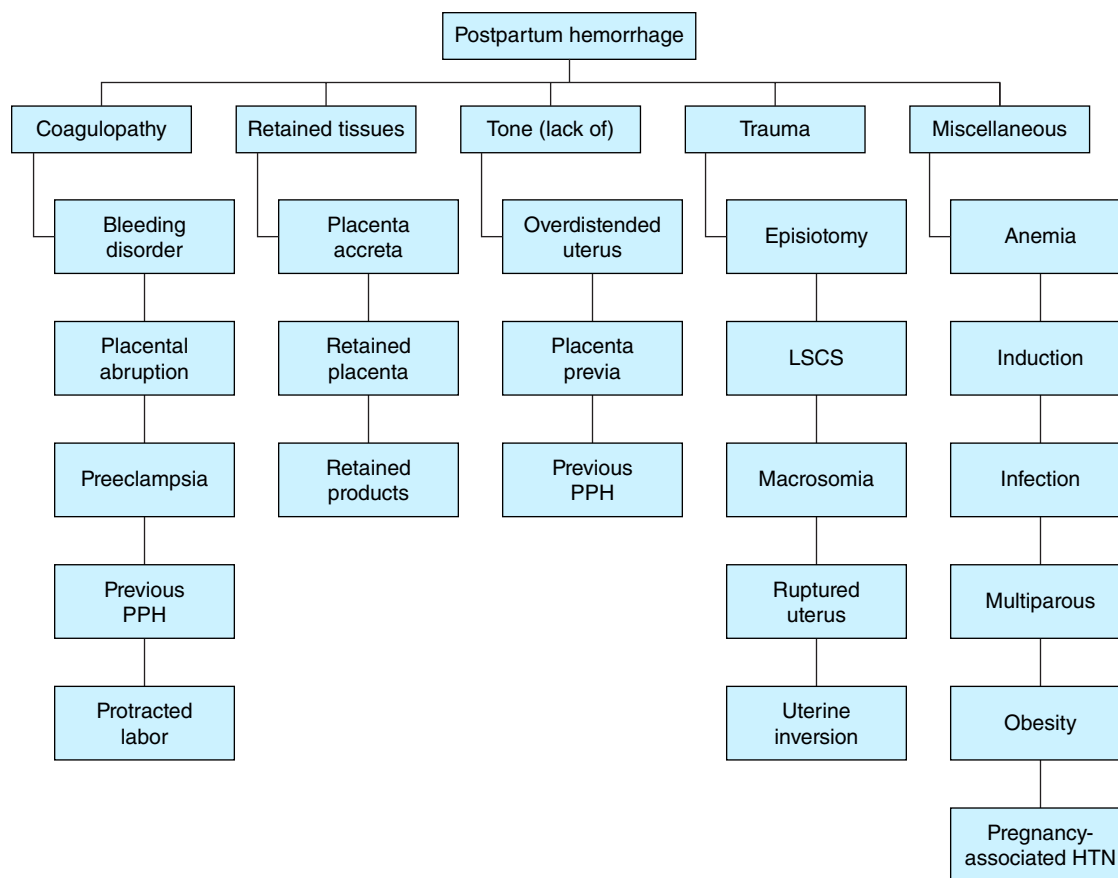 Postpartum hemorrhage
Coagulopathy
Retained tissues
Tone (lack of)
Trauma
Miscellaneous
Bleeding
disorder
Placental
abruption
Preeclampsia
Previous
PPH
Protracted
labor
Placenta
accreta
Retained
placenta
Retained
products
Overdistended
uterus
Placenta
previa
Previous
PPH
Episiotomy
LSCS
Macrosomia
Ruptured
uterus
Uterine
inversion
Anemia
Induction
Infection
Multiparous
Obesity
Pregnancy-
associated HTN